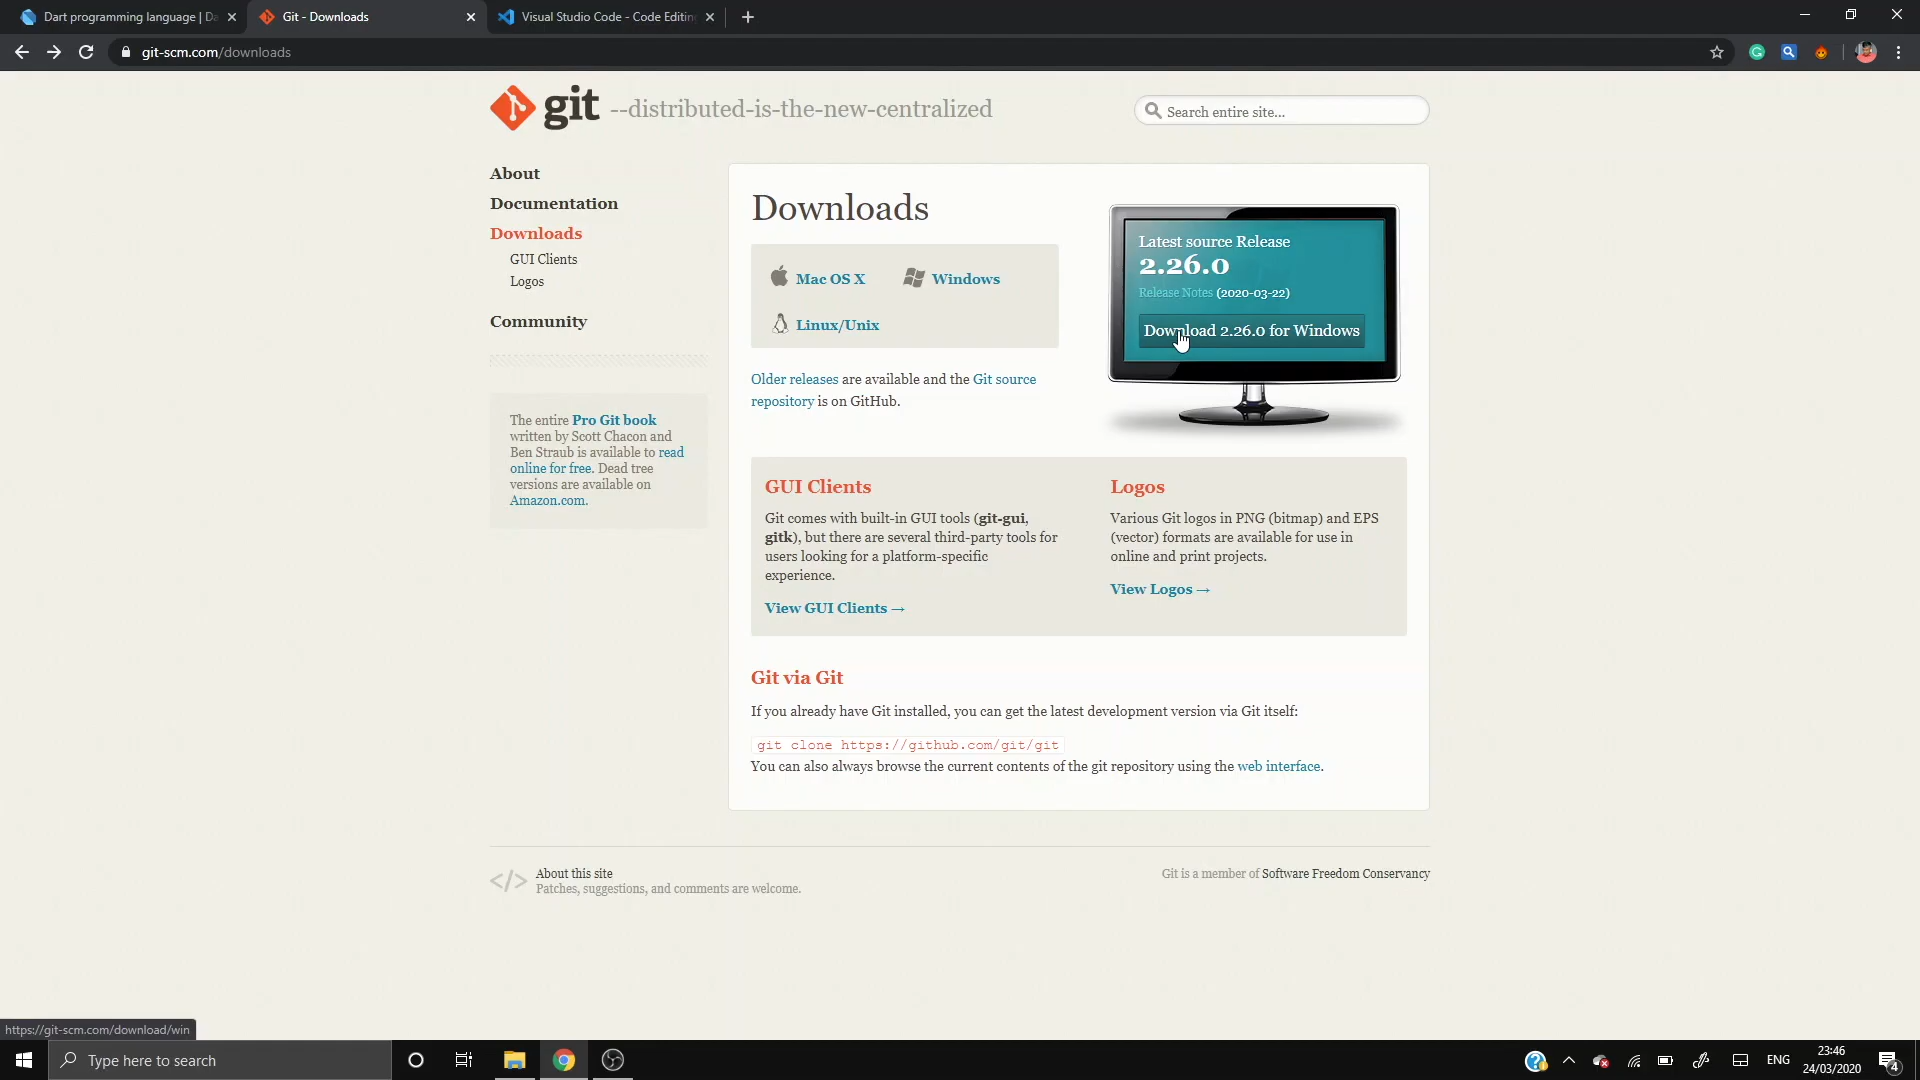 Dart programming language | Da
Git - Downloads
Visual Studio Code - Code Editin
git-scm.com/downloads
git --distributed-is-the-new-centralized
Search entire site...
About
Documentation
Downloads
GUI Clients
Logos
Community
The entire Pro Git book
written by Scott Chacon and
Ben Straub is available to read
online for free. Dead tree
versions are available on
Amazon.com.
Downloads
Mac OS X
Windows
Linux/Unix
Older releases are available and the Git source
repository is on GitHub.
Latest source Release
2.26.0
Release Notes (2020-03-22)
Download 2.26.0 for Windows
GUI Clients
Git comes with built-in GUI tools (git-gui,
gitk), but there are several third-party tools for
users looking for a platform-specific
experience.
View GUI Clients →
Logos
Various Git logos in PNG (bitmap) and EPS
(vector) formats are available for use in
online and print projects.
View Logos →
Git via Git
If you already have Git installed, you can get the latest development version via Git itself:
git clone https://github.com/git/git
You can also always browse the current contents of the git repository using the web interface.
</> About this site
Patches, suggestions, and comments are welcome.
Git is a member of Software Freedom Conservancy
https://git-scm.com/download/win
Type here to search
ENG
23:46
24/03/2020
4